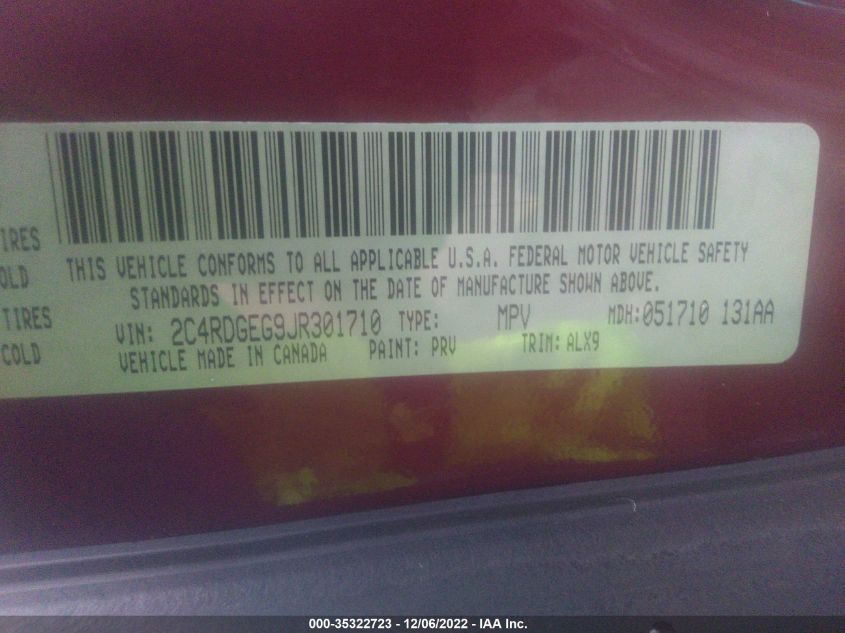 THIS VEHICLE CONFORMS TO ALL APPLICABLE U.S.A. FEDERAL MOTOR VEHICLE SAFETY
STANDARDS IN EFFECT ON THE DATE OF MANUFACTURE SHOWN ABOVE.
IRES
OLD
TIRES
COLD
VIN: 2C4RDGEG9JR301710 TYPE: MPV MDH: 051710 131AA
VEHICLE MADE IN CANADA PAINT: PRV TRIM: ALX9
000-35322723 - 12/06/2022 - IAA Inc.